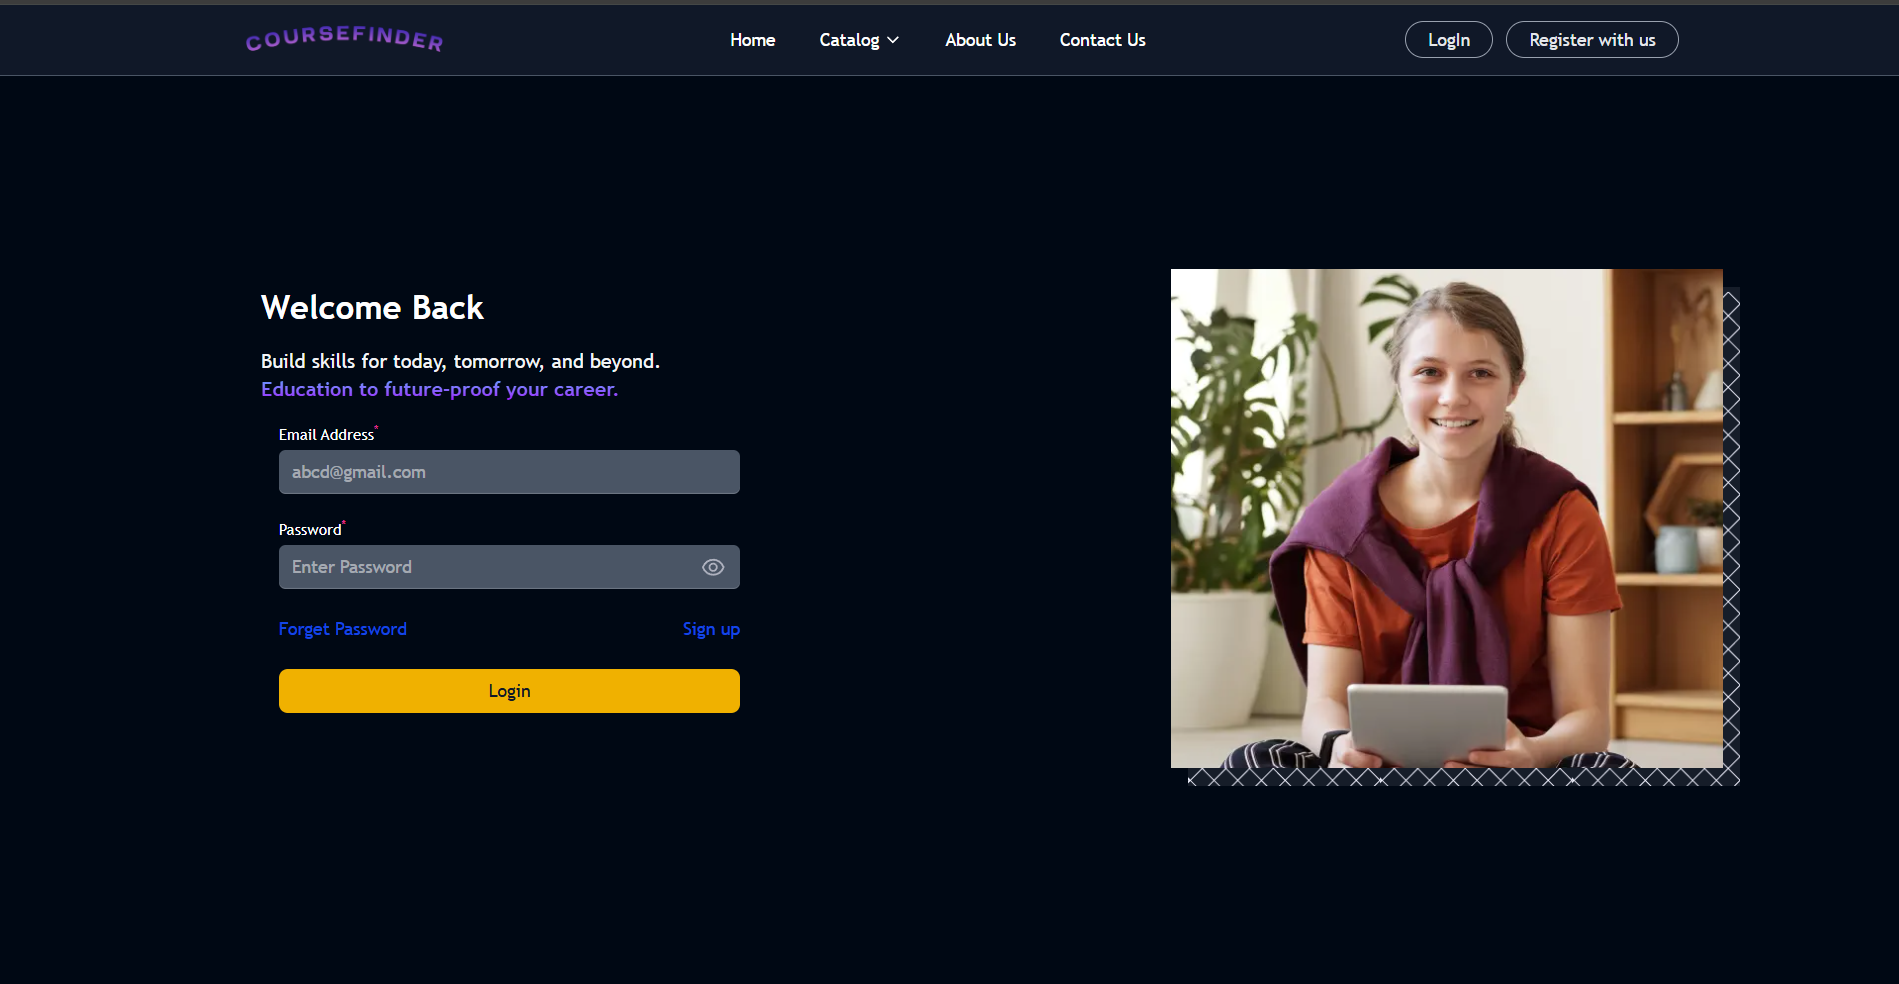 COURSEFINDER
Home Catalog About Us Contact Us LogIn Register with us
Welcome Back
Build skills for today, tomorrow, and beyond.
Education to future-proof your career.
Email Address*
abcd@gmail.com
Password*
Enter Password
Forget Password Sign up
Login